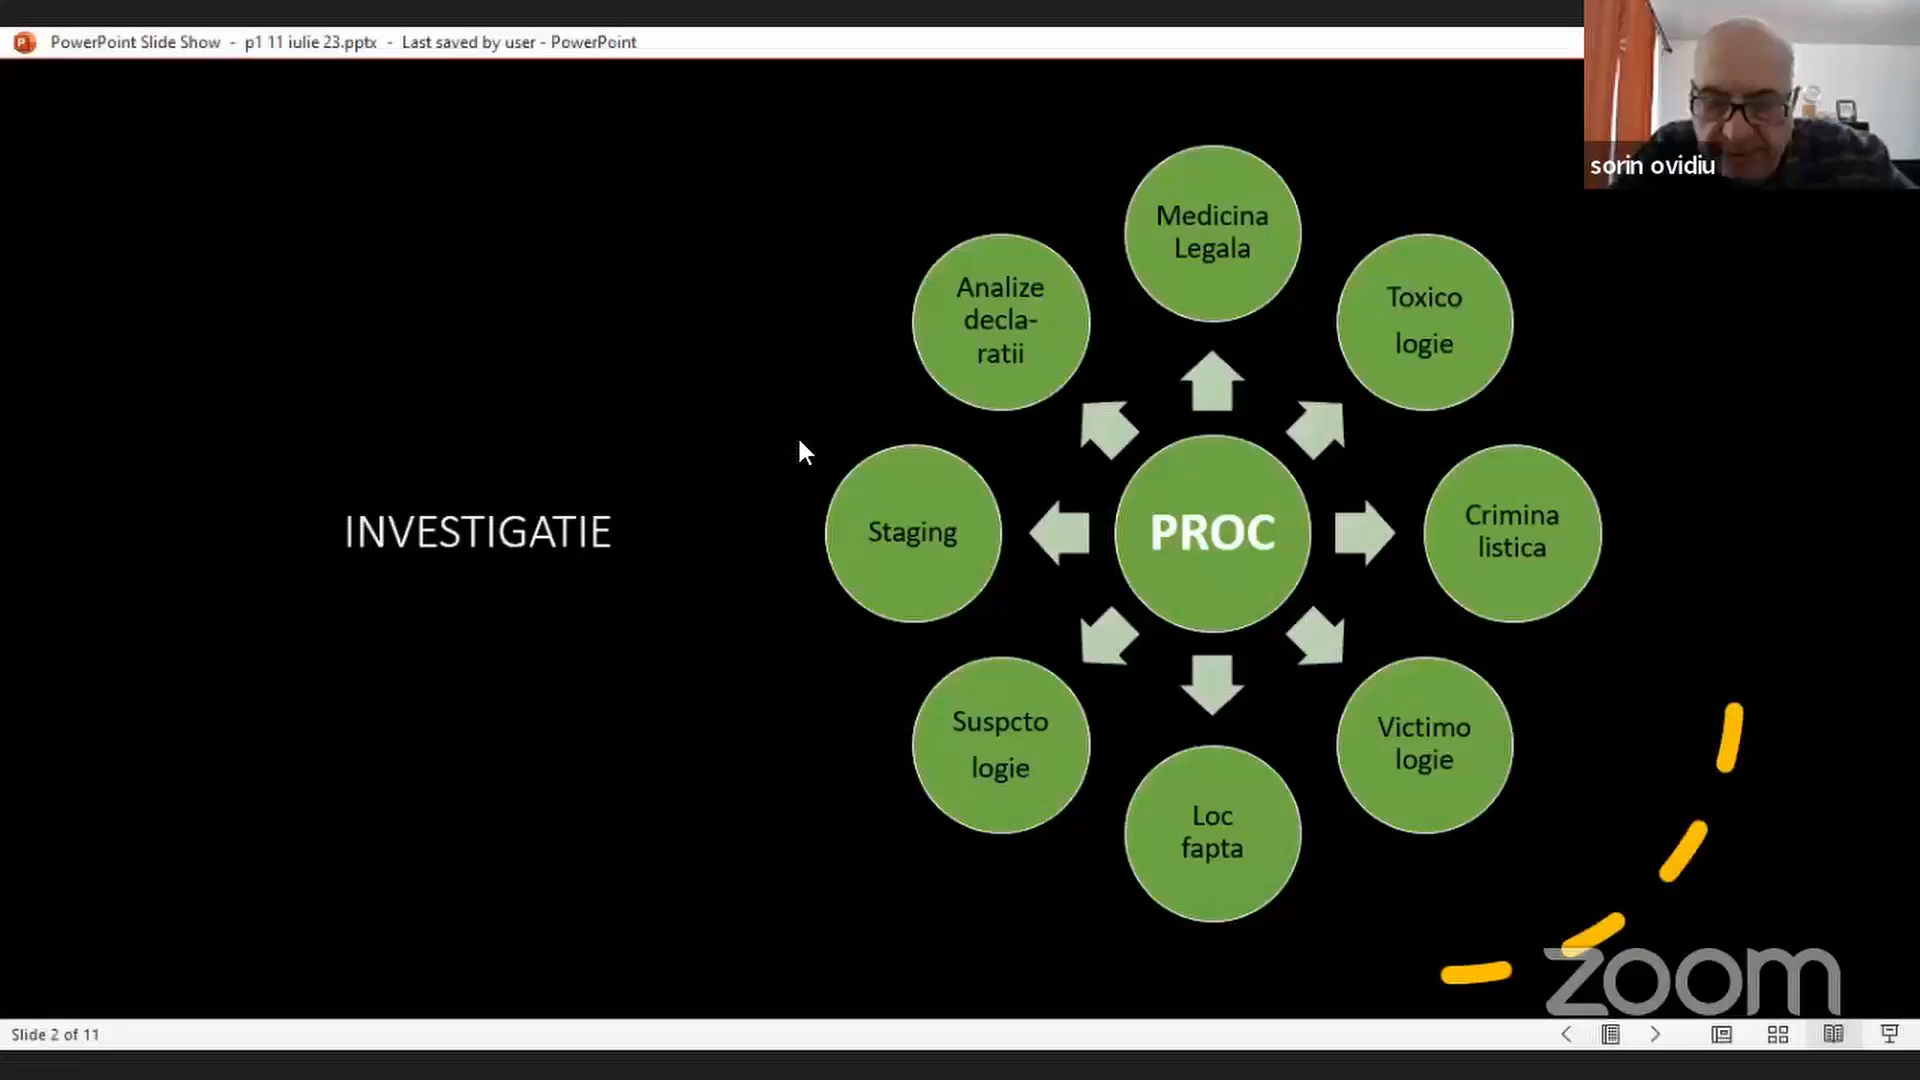 PowerPoint Slide Show - p1 11 iulie 23.pptx - Last saved by user - PowerPoint
sorin ovidiu
INVESTIGATIE
PROC
Medicina
Legala
Toxico
logie
Crimina
listica
Victimo
logie
Loc
fapta
Suspcto
logie
Staging
Analize
decla-
ratii
zoom
Slide 2 of 11